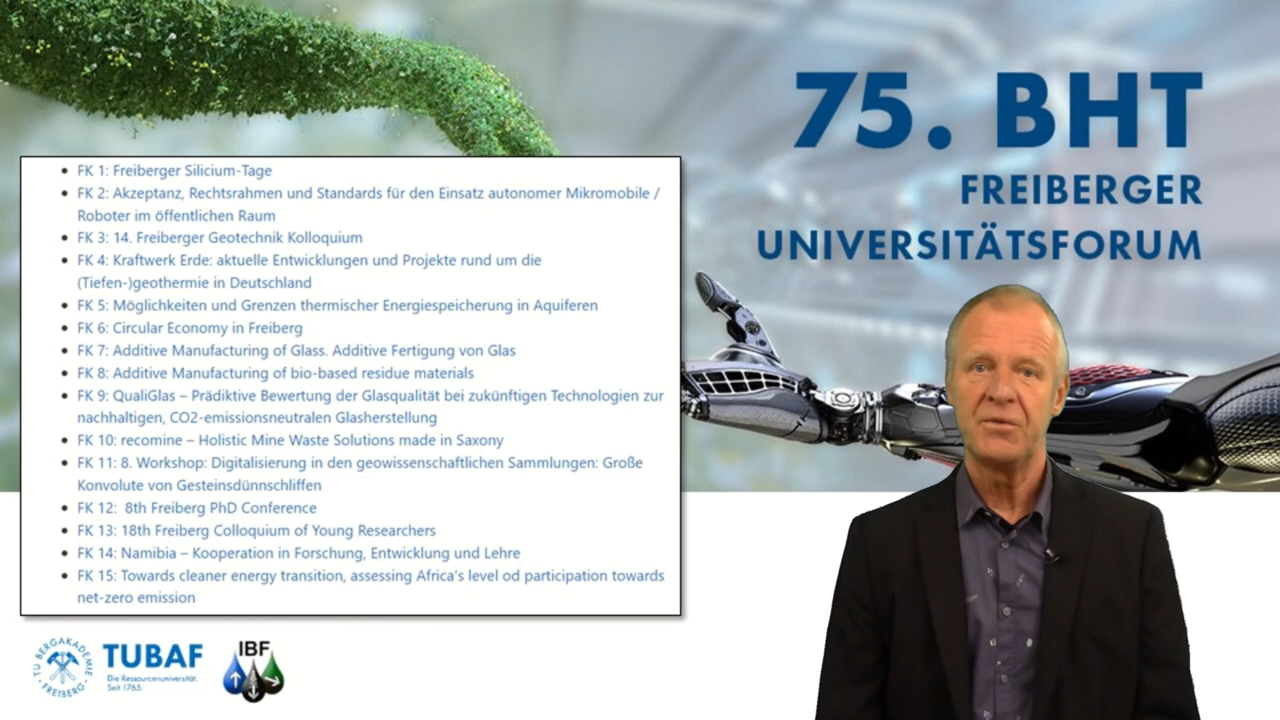 75. BHT
FREIBERGER
UNIVERSITÄTSFORUM
• FK 1: Freiberger Silicium-Tage
• FK 2: Akzeptanz, Rechtsrahmen und Standards für den Einsatz autonomer Mikromobile /
Roboter im öffentlichen Raum
• FK 3: 14. Freiberger Geotechnik Kolloquium
• FK 4: Kraftwerk Erde: aktuelle Entwicklungen und Projekte rund um die
(Tiefen-)geothermie in Deutschland
• FK 5: Möglichkeiten und Grenzen thermischer Energiespeicherung in Aquiferen
• FK 6: Circular Economy in Freiberg
• FK 7: Additive Manufacturing of Glass. Additive Fertigung von Glas
• FK 8: Additive Manufacturing of bio-based residue materials
• FK 9: QualiGlas – Prädiktive Bewertung der Glasqualität bei zukünftigen Technologien zur
nachhaltigen, CO2-emissionsneutralen Glasherstellung
• FK 10: recomine – Holistic Mine Waste Solutions made in Saxony
• FK 11: 8. Workshop: Digitalisierung in den geowissenschaftlichen Sammlungen: Große
Konvolute von Gesteinsdünnschliffen
• FK 12: 8th Freiberg PhD Conference
• FK 13: 18th Freiberg Colloquium of Young Researchers
• FK 14: Namibia – Kooperation in Forschung, Entwicklung und Lehre
• FK 15: Towards cleaner energy transition, assessing Africa's level od participation towards
net-zero emission
TU BERGAKADEMIE
FREIBERG
TUBAF
Die Ressourcenuniversität.
Seit 1765.
IBF